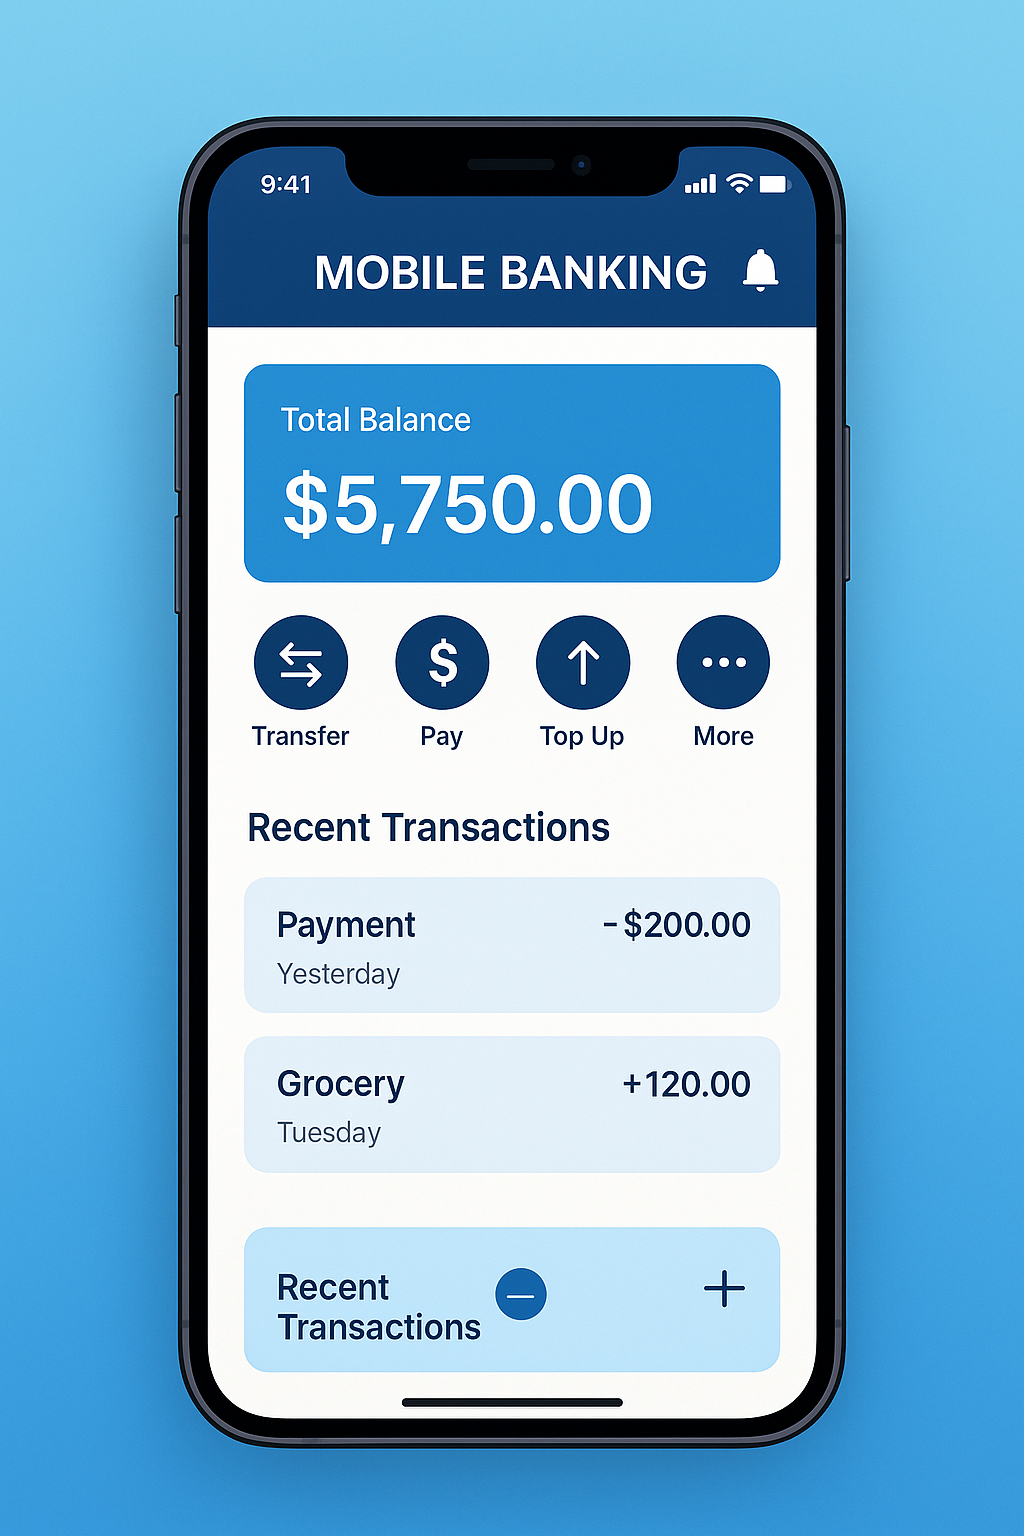 9:41
MOBILE BANKING
Total Balance
$5,750.00
Transfer
Pay
Top Up
More
Recent Transactions
Payment
-$200.00
Yesterday
Grocery
+120.00
Tuesday
Recent
Transactions